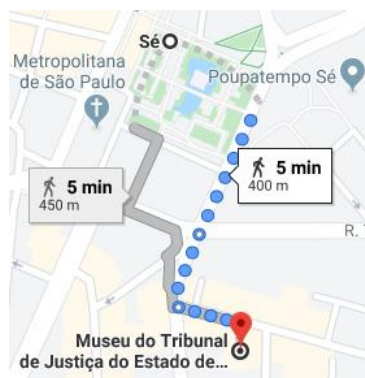 Sé
Metropolitana
de São Paulo
Poupatempo Sé
5 min
400 m
5 min
450 m
R.
Museu do Tribunal
de Justiça do Estado de...